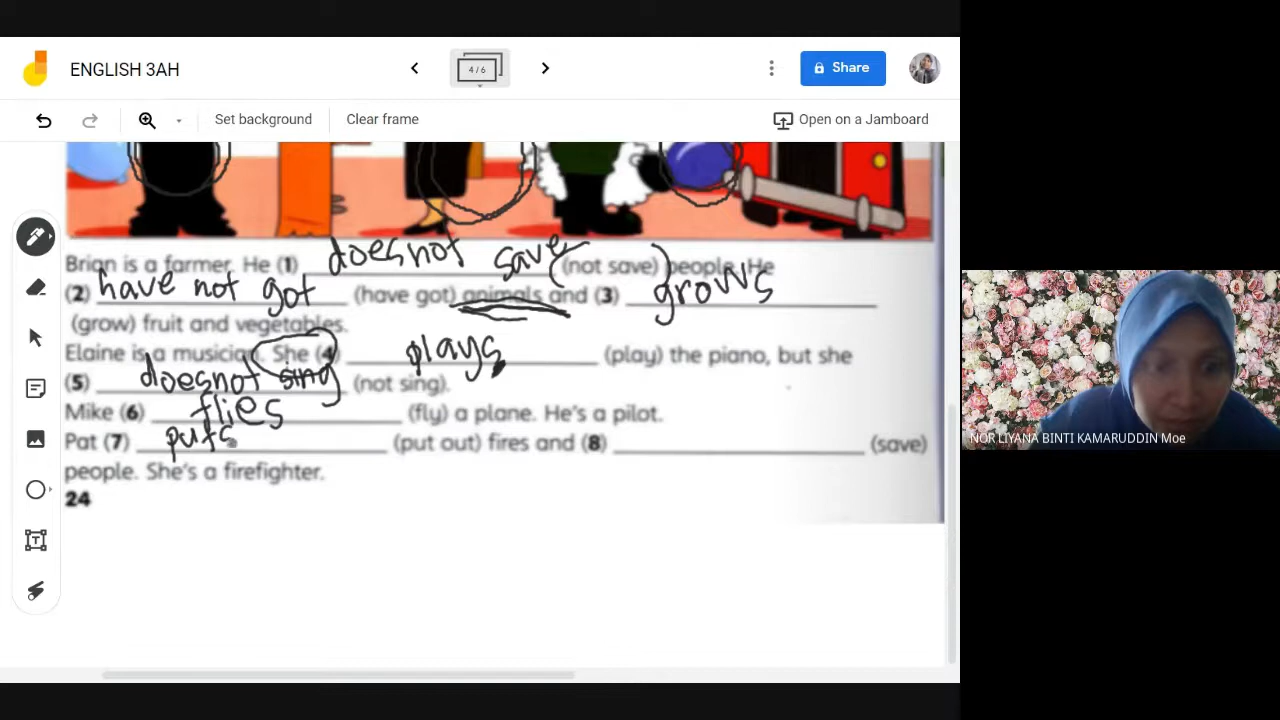 ENGLISH 3AH
4 / 6
Share
Set background
Clear frame
Open on a Jamboard
Brian is a farmer. He (1) does not save (not save) people. He
(2) have not got (have got) animals and (3) grows
(grow) fruit and vegetables.
Elaine is a musician. She (4) plays (play) the piano, but she
(5) does not sing (not sing).
Mike (6) flies (fly) a plane. He's a pilot.
Pat (7) puts (put out) fires and (8) (save)
people. She's a firefighter.
24
NOR LIYANA BINTI KAMARUDDIN Moe